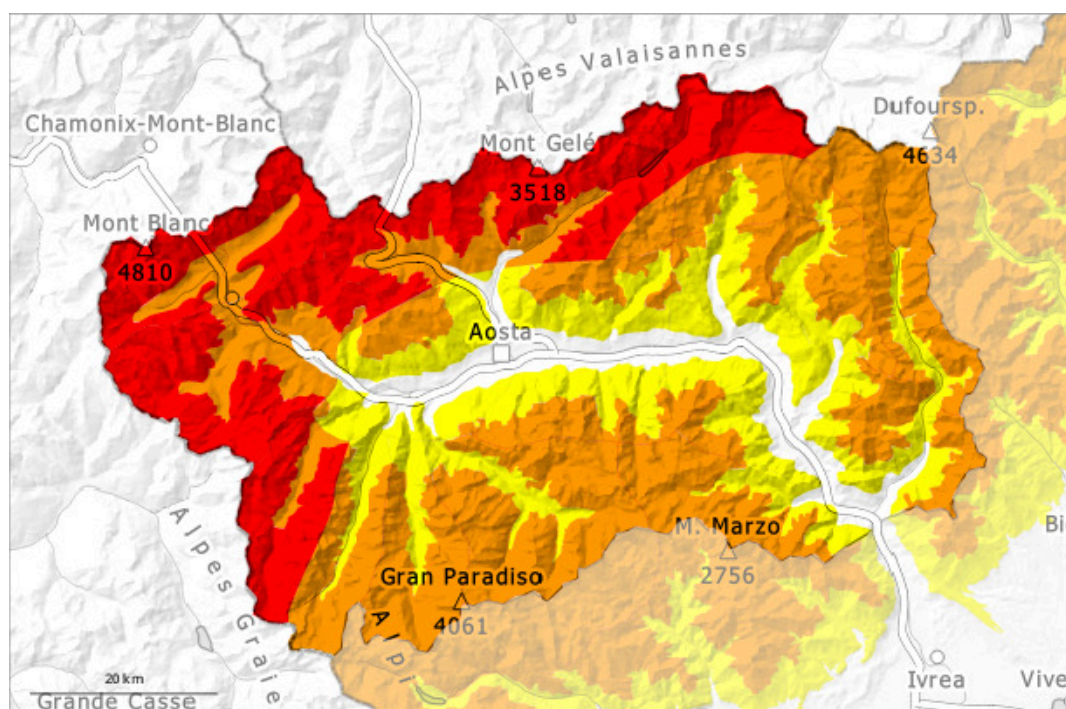 Alpes Valaisannes
Dufoursp.
4634
Chamonix-Mont-Blanc
Mont Gelé
3518
Mont Blanc
4810
Aosta
M. Marzo
2756
Gran Paradiso
4061
Alpi
Alpes Graie
20 km
Grande Casse
Ivrea
Bi
Vive